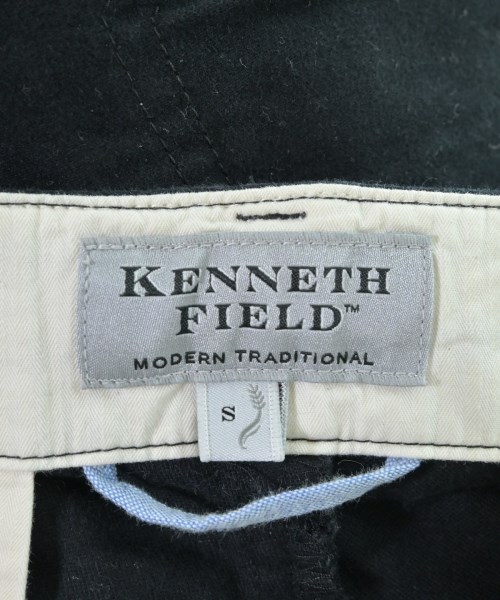 KENNETH
FIELD™
MODERN TRADITIONAL
S